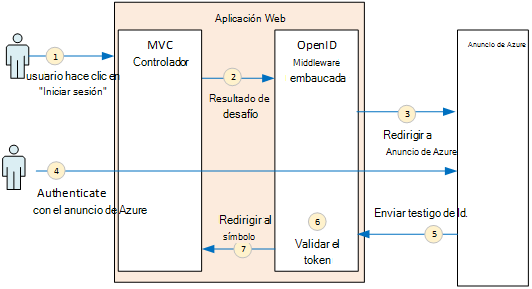 Aplicación Web
MVC
Controlador
OpenID
Middleware
embaucada
Anuncio de Azure
1
usuario hace clic en
"Iniciar sesión"
2
Resultado de
desafío
3
Redirigir a
Anuncio de Azure
4
Authenticate
con el anuncio de Azure
Enviar testigo de Id.
5
6
Validar el
token
Redirigir al
símbolo
7